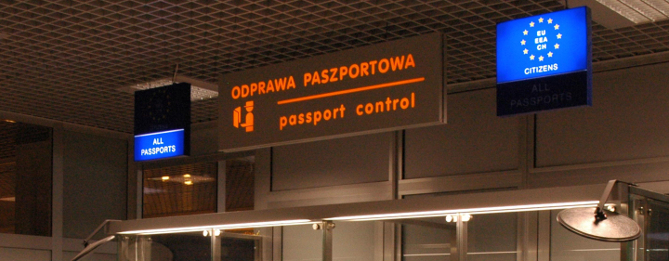 ALL
PASSPORTS
ODPRAWA PASZPORTOWA
passport control
EU
EEA
CH
CITIZENS
ALL
PASSPORTS